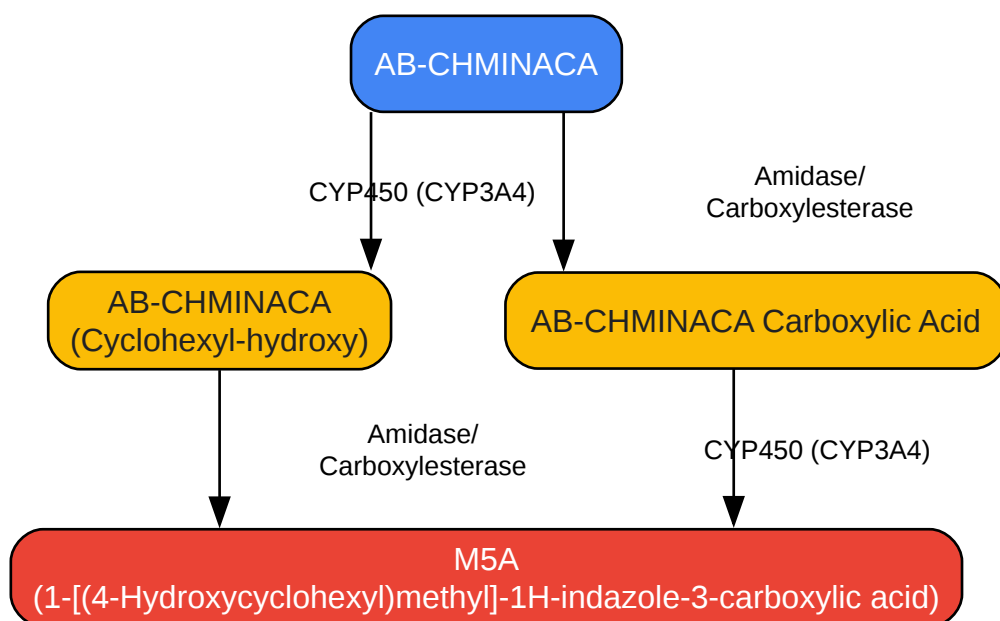 AB-CHMINACA
CYP450 (CYP3A4)
Amidase/
Carboxylesterase
AB-CHMINACA
(Cyclohexyl-hydroxy)
AB-CHMINACA Carboxylic Acid
Amidase/
Carboxylesterase
CYP450 (CYP3A4)
M5A
(1-[(4-Hydroxycyclohexyl)methyl]-1H-indazole-3-carboxylic acid)